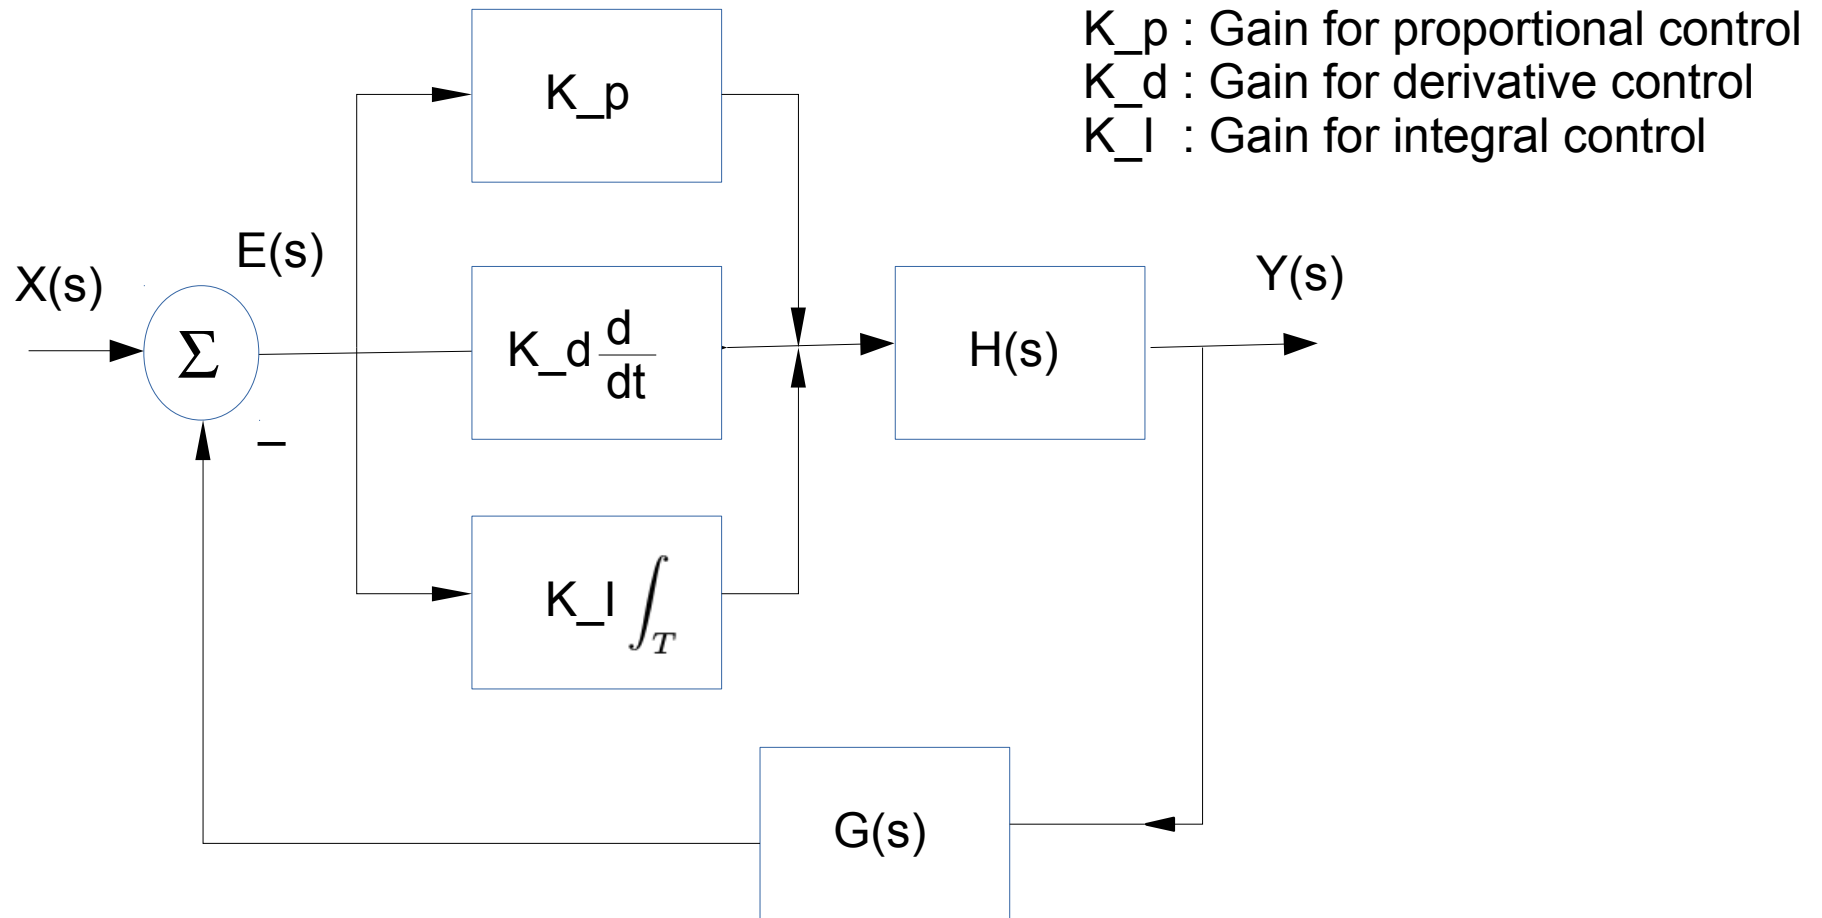 K_p : Gain for proportional control
K_d : Gain for derivative control
K_I : Gain for integral control
K_p
E(s)
X(s)
Σ
K_d d/dt
H(s)
Y(s)
_
K_I ∫_T
G(s)